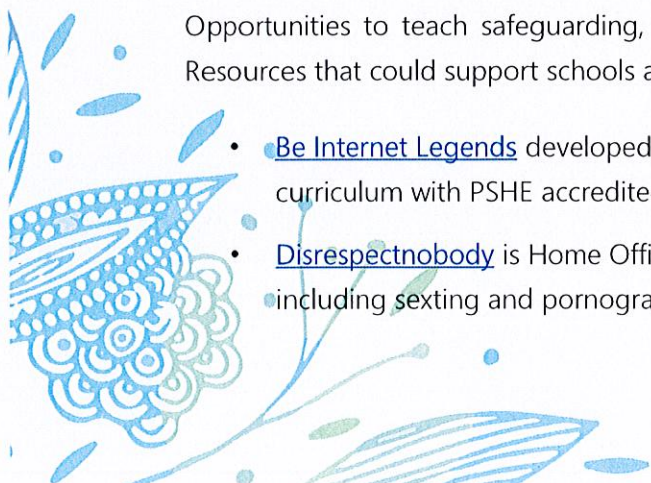 Opportunities to teach safeguarding,
Resources that could support schools a
• Be Internet Legends developed
curriculum with PSHE accredite
• Disrespectnobody is Home Offi
including sexting and pornogra